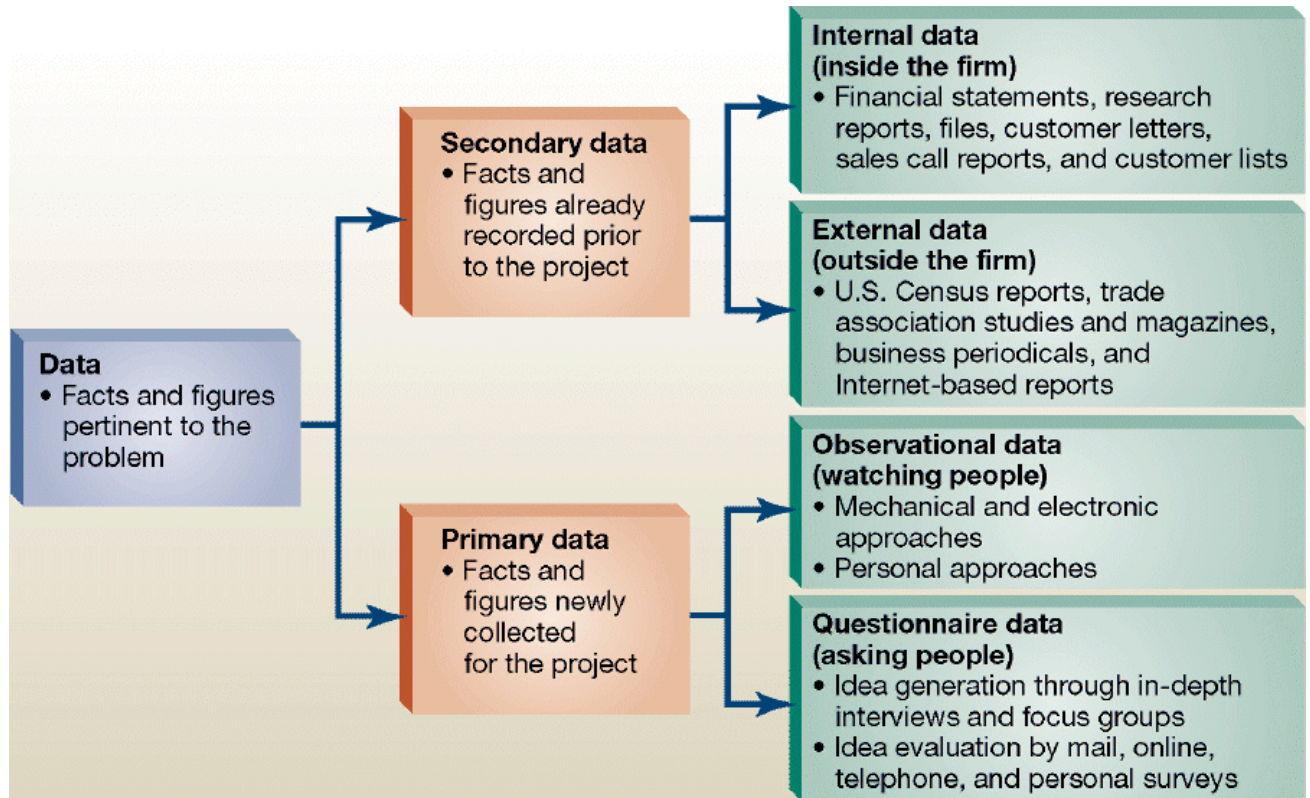 Data
• Facts and figures
pertinent to the
problem
Secondary data
• Facts and
figures already
recorded prior
to the project
Primary data
• Facts and
figures newly
collected
for the project
Internal data
(inside the firm)
• Financial statements, research
reports, files, customer letters,
sales call reports, and customer lists
External data
(outside the firm)
• U.S. Census reports, trade
association studies and magazines,
business periodicals, and
Internet-based reports
Observational data
(watching people)
• Mechanical and electronic
approaches
• Personal approaches
Questionnaire data
(asking people)
• Idea generation through in-depth
interviews and focus groups
• Idea evaluation by mail, online,
telephone, and personal surveys